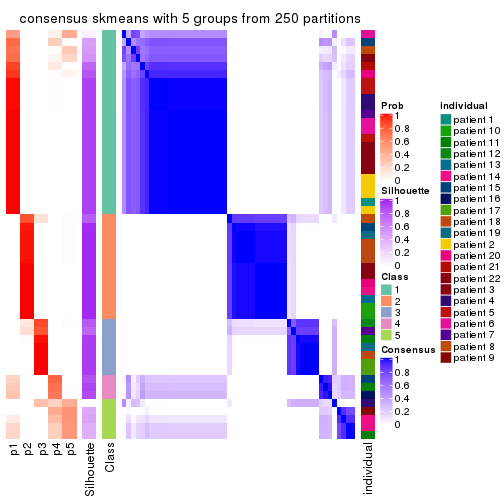 consensus skmeans with 5 groups from 250 partitions
Prob
1
0.8
0.6
0.4
0.2
0
Silhouette
1
0.8
0.6
0.4
0.2
0
Class
1
2
3
4
5
Consensus
1
0.8
0.6
0.4
0.2
0
individual
patient 1
patient 10
patient 11
patient 12
patient 13
patient 14
patient 15
patient 16
patient 17
patient 18
patient 19
patient 2
patient 20
patient 21
patient 22
patient 3
patient 4
patient 5
patient 6
patient 7
patient 8
patient 9
p1
p2
p3
p4
p5
Silhouette
Class
individual